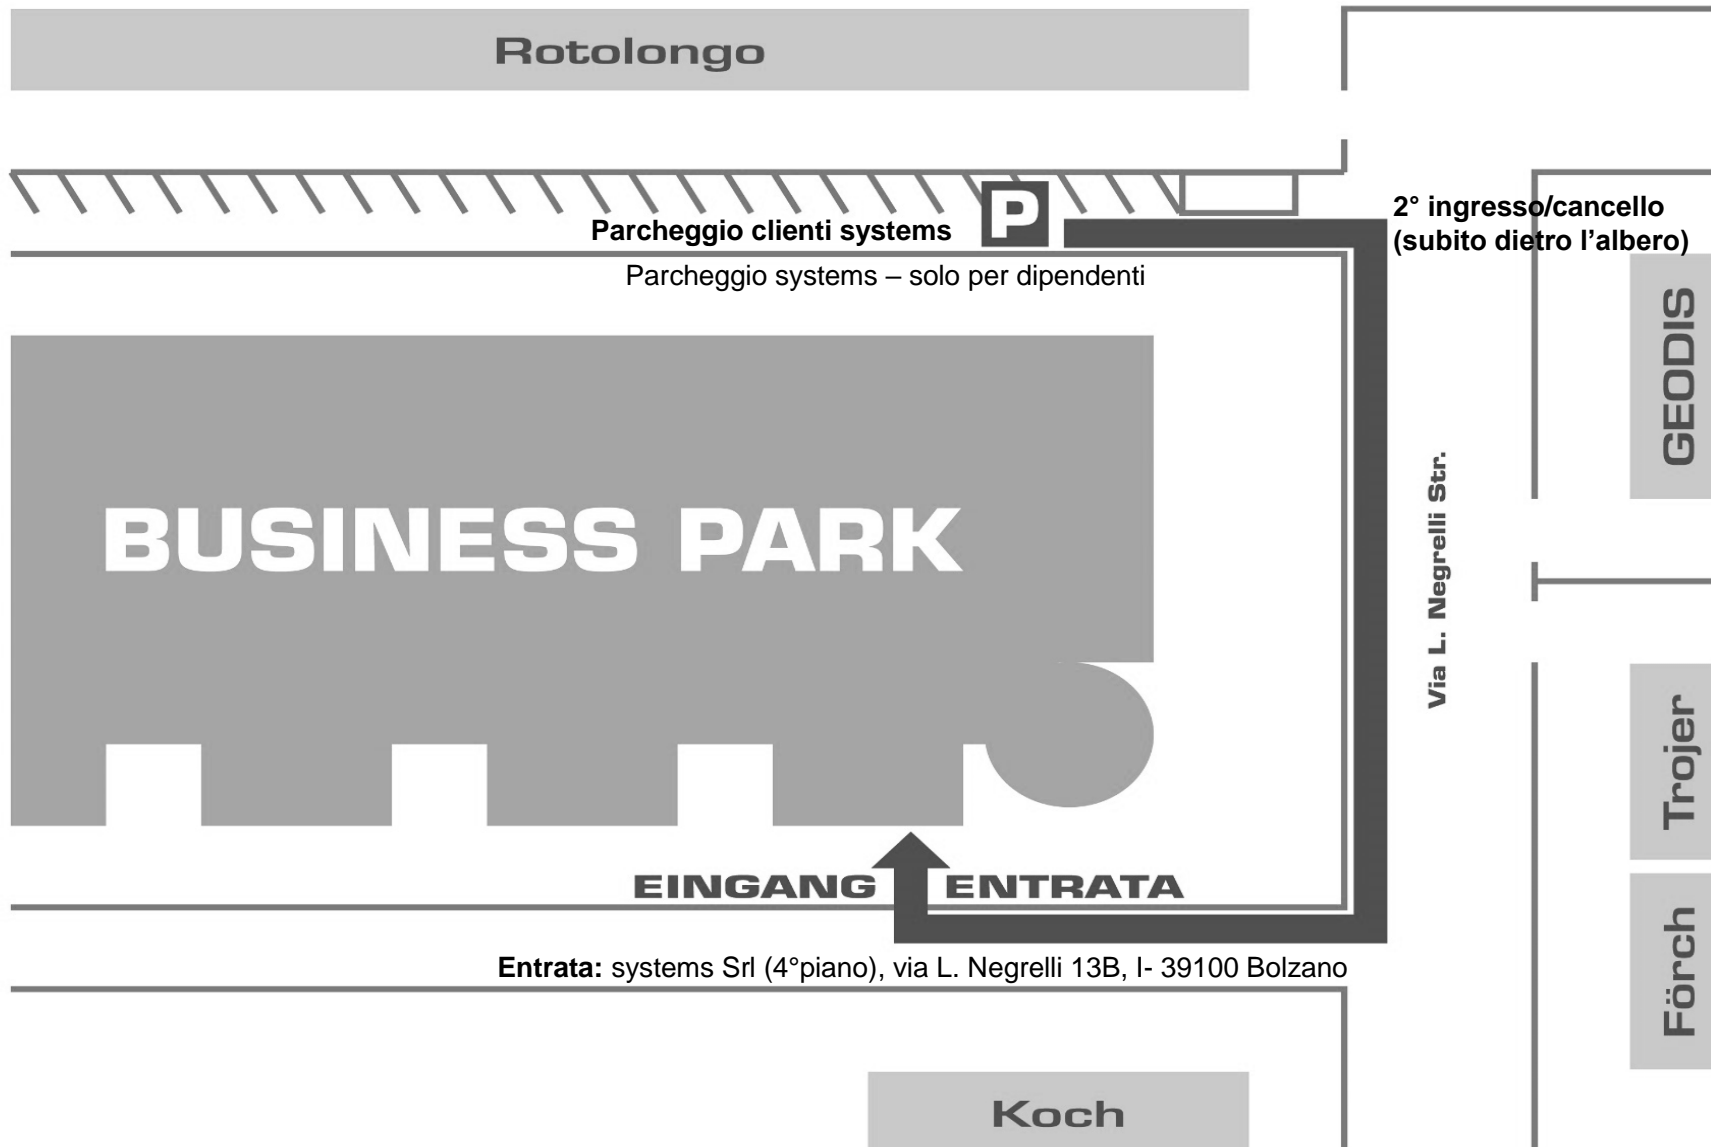 Rotolongo
P
Parcheggio clienti systems
2° ingresso/cancello
(subito dietro l’albero)
Parcheggio systems – solo per dipendenti
GEODIS
BUSINESS PARK
Via L. Negrelli Str.
Trojer
EINGANG ENTRATA
Entrata: systems Srl (4°piano), via L. Negrelli 13B, I- 39100 Bolzano
Förch
Koch